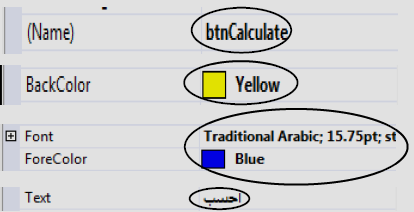 (Name) btnCalculate
BackColor Yellow
Font Traditional Arabic; 15.75pt; st
ForeColor Blue
Text احسب